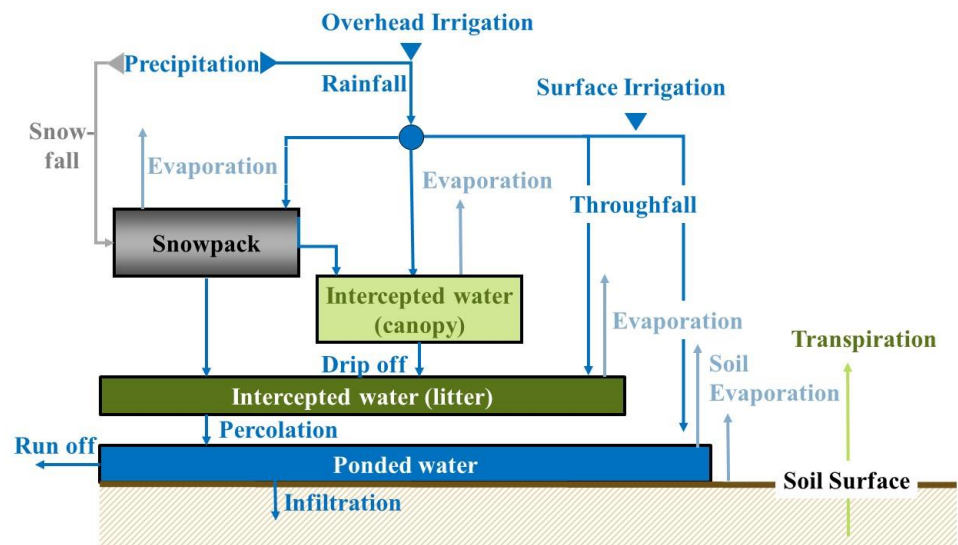 Overhead Irrigation
Precipitation
Rainfall
Surface Irrigation
Snow-
fall
Evaporation
Evaporation
Throughfall
Snowpack
Intercepted water
(canopy)
Evaporation
Transpiration
Drip off
Soil
Evaporation
Intercepted water (litter)
Percolation
Run off
Ponded water
Soil Surface
Infiltration